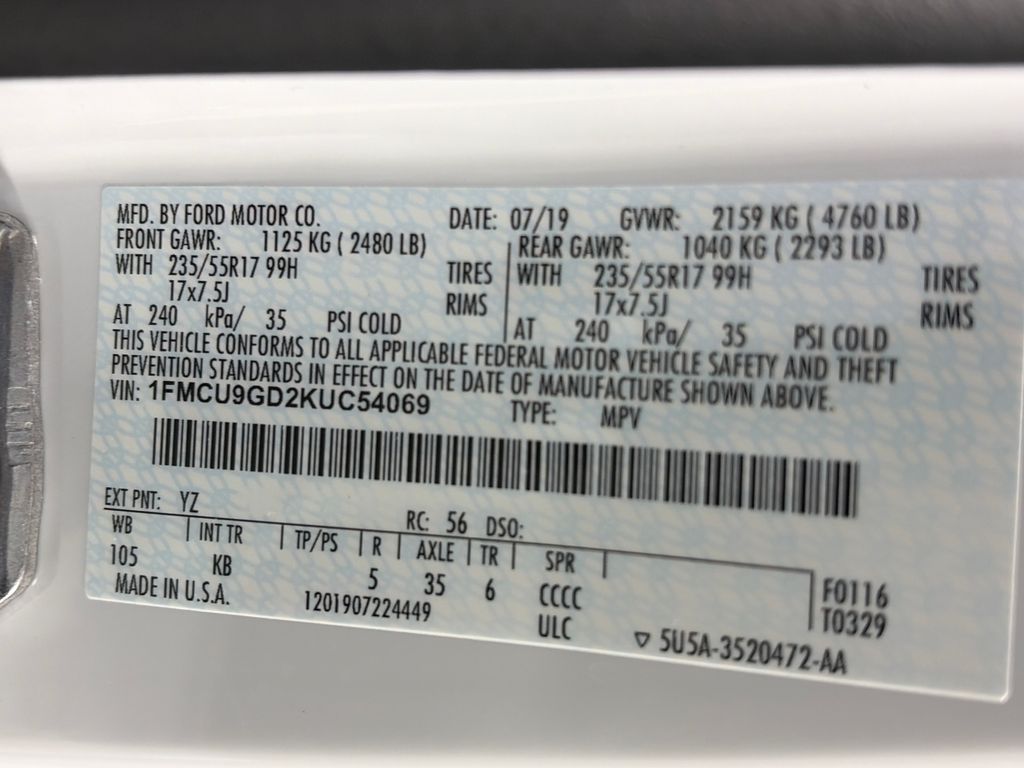 MFD. BY FORD MOTOR CO. DATE: 07/19 GVWR: 2159 KG ( 4760 LB)
FRONT GAWR: 1125 KG ( 2480 LB) REAR GAWR: 1040 KG ( 2293 LB)
WITH 235/55R17 99H TIRES WITH 235/55R17 99H TIRES
17x7.5J RIMS 17x7.5J RIMS
AT 240 kPa/ 35 PSI COLD AT 240 kPa/ 35 PSI COLD
THIS VEHICLE CONFORMS TO ALL APPLICABLE FEDERAL MOTOR VEHICLE SAFETY AND THEFT
PREVENTION STANDARDS IN EFFECT ON THE DATE OF MANUFACTURE SHOWN ABOVE.
VIN: 1FMCU9GD2KUC54069 TYPE: MPV
EXT PNT: YZ RC: 56 DSO:
WB INT TR TP/PS R AXLE TR SPR
105 KB 5 35 6 CCCC F0116
MADE IN U.S.A. 1201907224449 ULC T0329
▽ 5U5A-3520472-AA